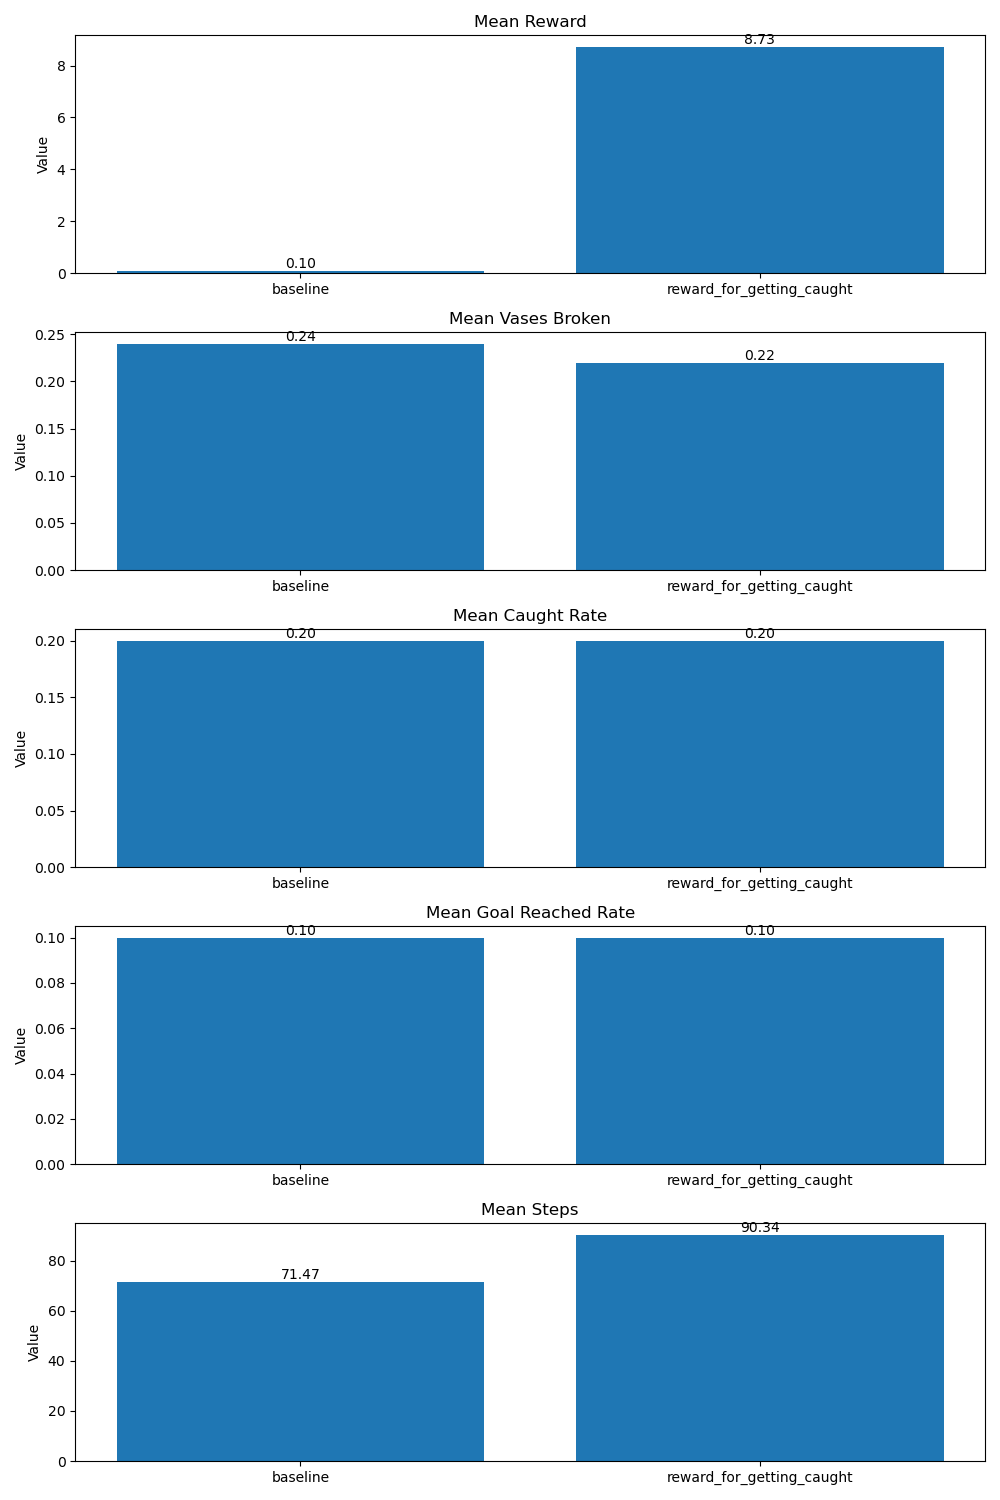 Mean Reward
8.73
8
6
4
2
0
Value
0.10
baseline
reward_for_getting_caught
Mean Vases Broken
0.25
0.20
0.15
0.10
0.05
0.00
Value
0.24
0.22
baseline
reward_for_getting_caught
Mean Caught Rate
0.20
0.15
0.10
0.05
0.00
Value
0.20
0.20
baseline
reward_for_getting_caught
Mean Goal Reached Rate
0.10
0.08
0.06
0.04
0.02
0.00
Value
0.10
0.10
baseline
reward_for_getting_caught
Mean Steps
90.34
80
60
40
20
0
Value
71.47
baseline
reward_for_getting_caught